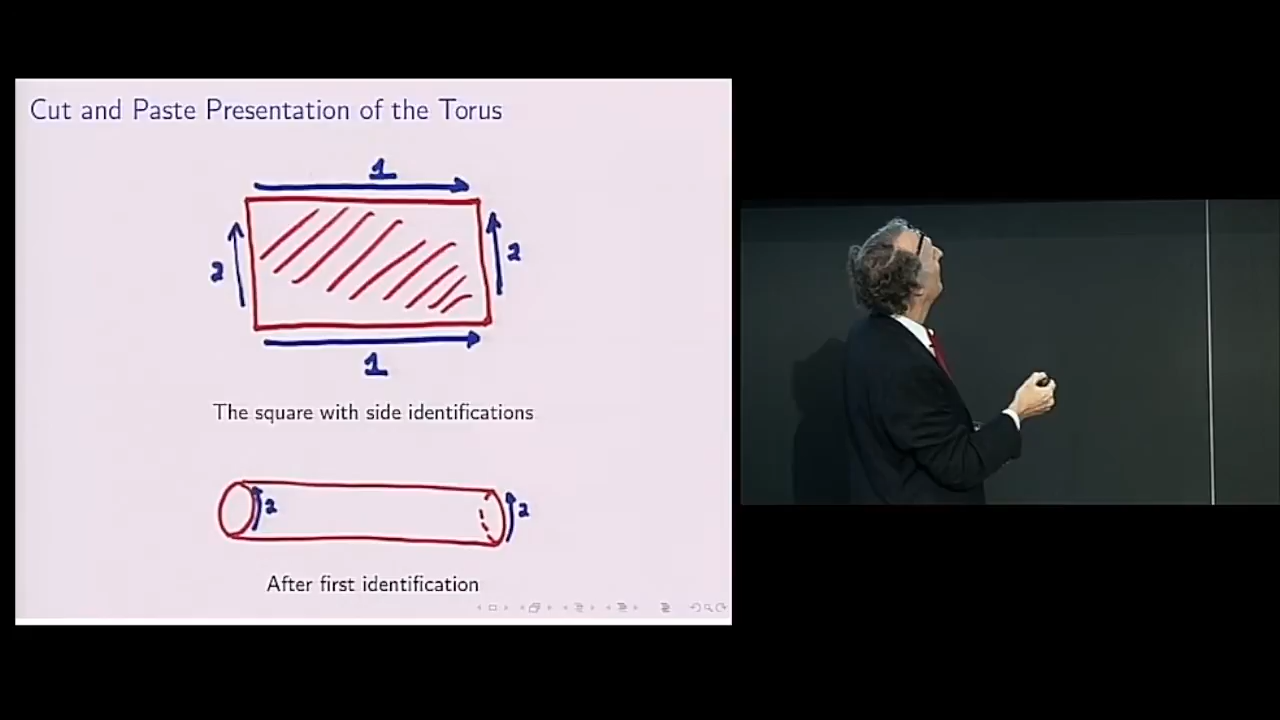 Cut and Paste Presentation of the Torus
1
2
2
1
The square with side identifications
2
2
After first identification